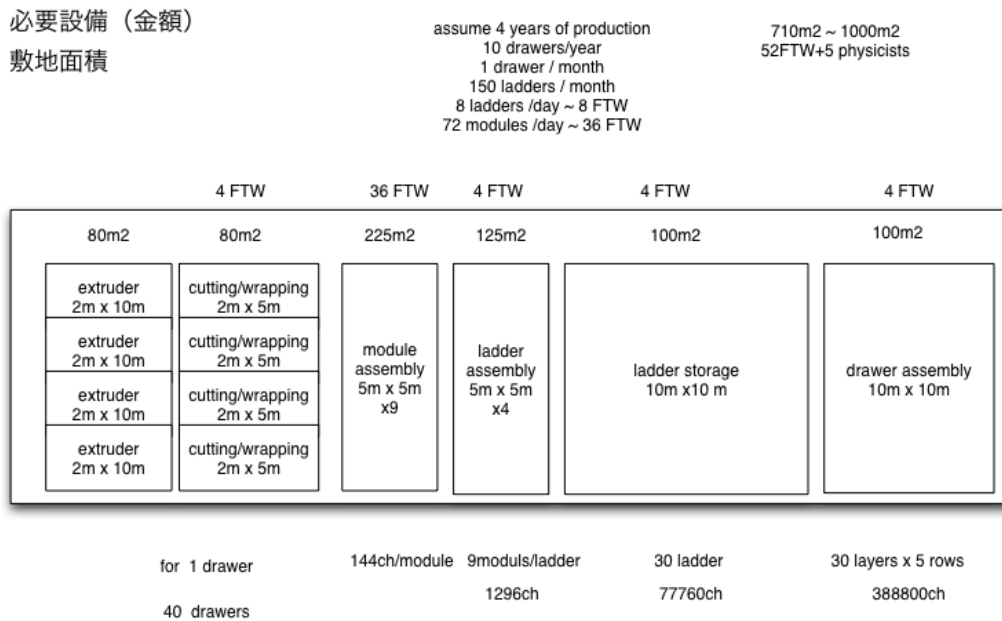 必要設備（金額）
敷地面積
assume 4 years of production
10 drawers/year
1 drawer / month
150 ladders / month
8 ladders /day ~ 8 FTW
72 modules /day ~ 36 FTW
710m2 ~ 1000m2
52FTW+5 physicists
4 FTW
36 FTW
4 FTW
4 FTW
4 FTW
80m2
80m2
225m2
125m2
100m2
100m2
extruder
2m x 10m
extruder
2m x 10m
extruder
2m x 10m
extruder
2m x 10m
cutting/wrapping
2m x 5m
cutting/wrapping
2m x 5m
cutting/wrapping
2m x 5m
cutting/wrapping
2m x 5m
module
assembly
5m x 5m
x9
ladder
assembly
5m x 5m
x4
ladder storage
10m x10 m
drawer assembly
10m x 10m
for 1 drawer
40 drawers
144ch/module
9moduls/ladder
1296ch
30 ladder
77760ch
30 layers x 5 rows
388800ch